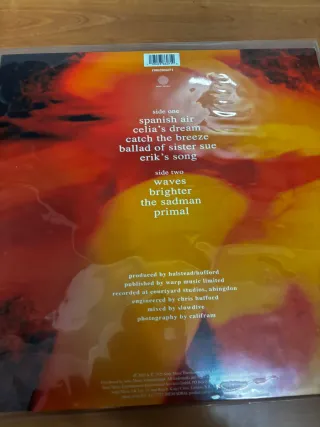 side one
spanish air
celia's dream
catch the breeze
ballad of sister sue
erik's song
side two
waves
brighter
the sadman
primal
produced by halstead/hufford
published by warp music limited
recorded at courtyard studios, abingdon
engineered by chris hufford
mixed by slowdive
photography by